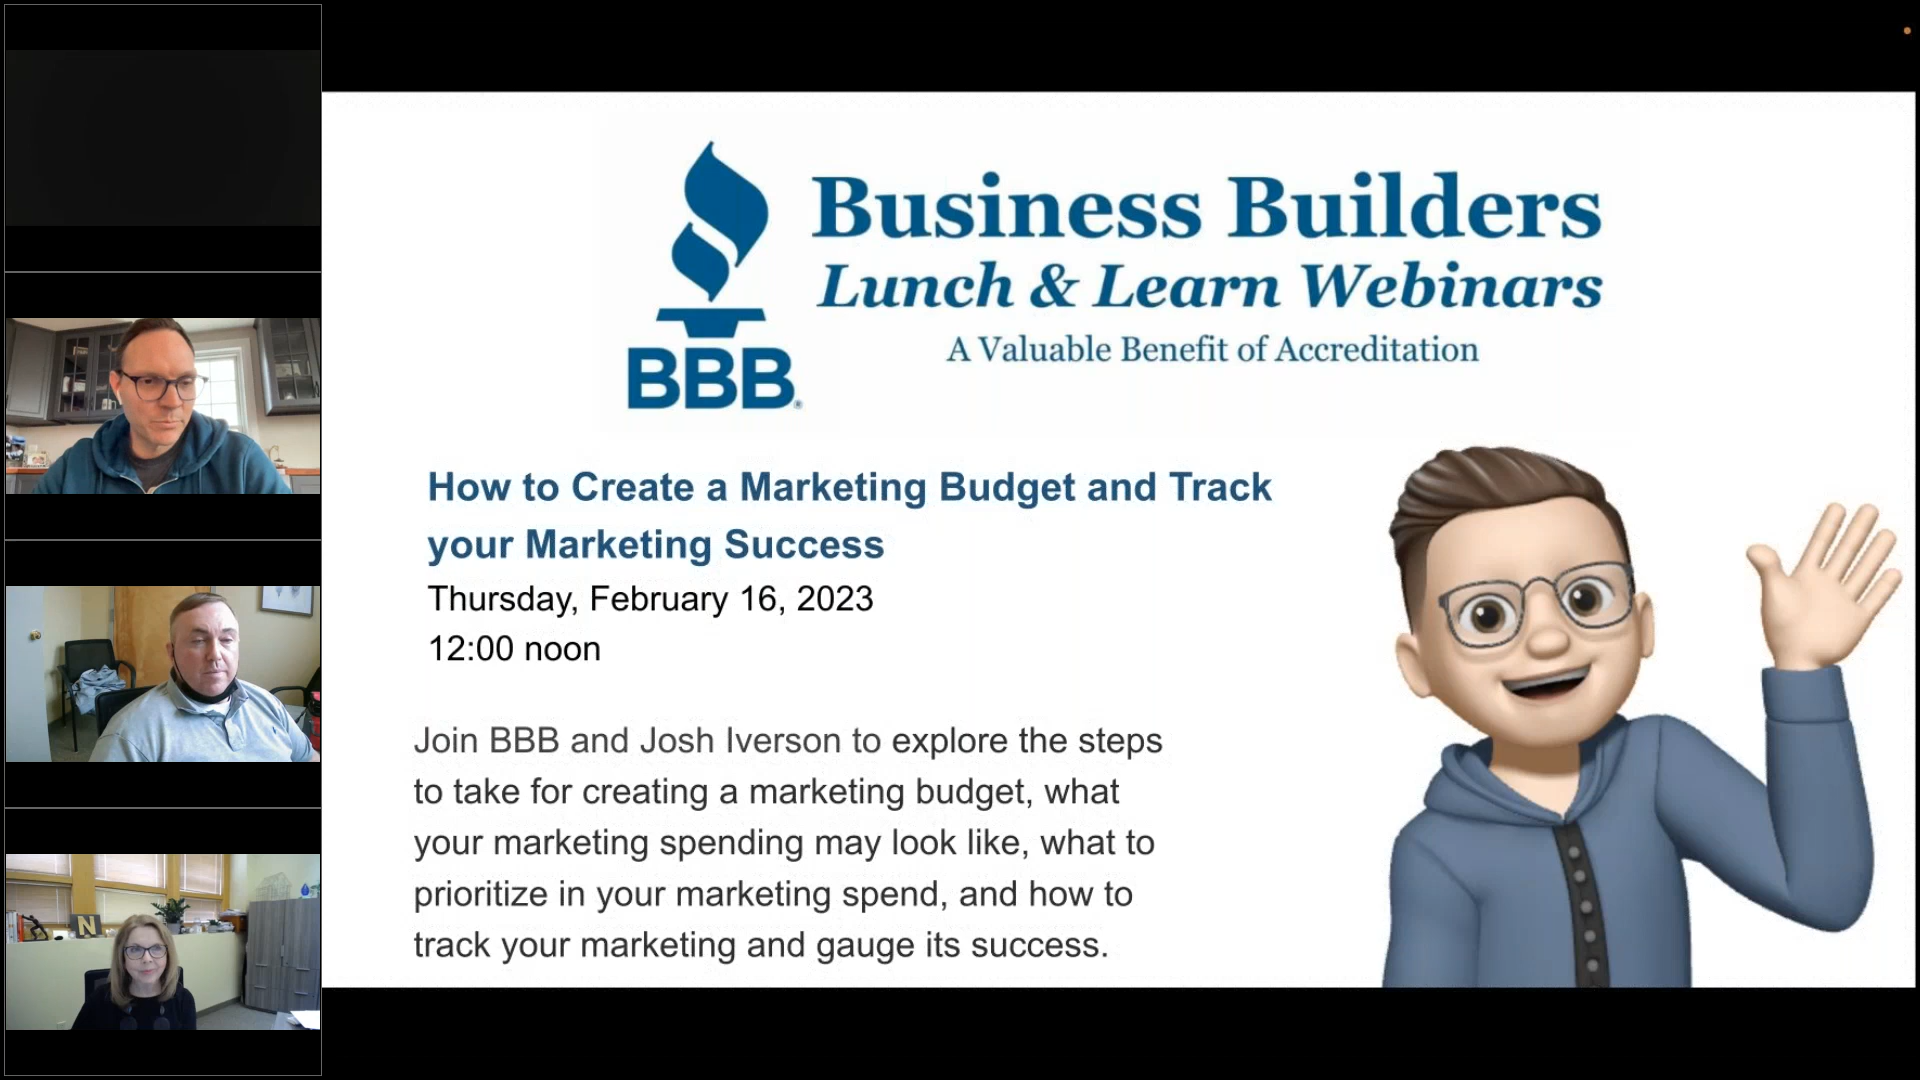 Business Builders
Lunch & Learn Webinars
A Valuable Benefit of Accreditation
BBB®
How to Create a Marketing Budget and Track
your Marketing Success
Thursday, February 16, 2023
12:00 noon
Join BBB and Josh Iverson to explore the steps
to take for creating a marketing budget, what
your marketing spending may look like, what to
prioritize in your marketing spend, and how to
track your marketing and gauge its success.
N